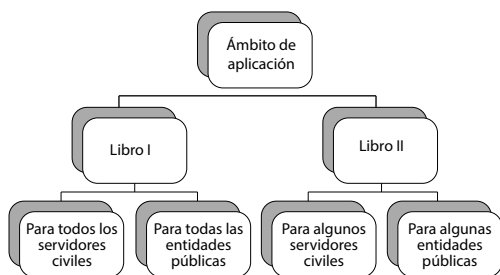 Ámbito de
aplicación
Libro I
Libro II
Para todos los
servidores
civiles
Para todas las
entidades
públicas
Para algunos
servidores
civiles
Para algunas
entidades
públicas